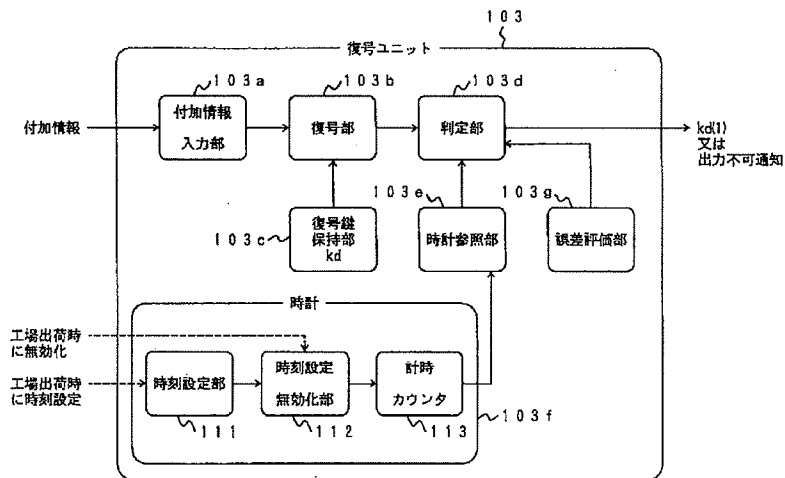 103
復号ユニット
103a
103b
103d
付加情報
付加情報
入力部
復号部
判定部
kd(1)
又は
出力不可通知
103e
103g
103c
復号鍵
保持部
kd
時計参照部
誤差評価部
時計
工場出荷時
に無効化
工場出荷時
に時刻設定
時刻設定部
時刻設定
無効化部
計時
カウンタ
111
112
113
103f